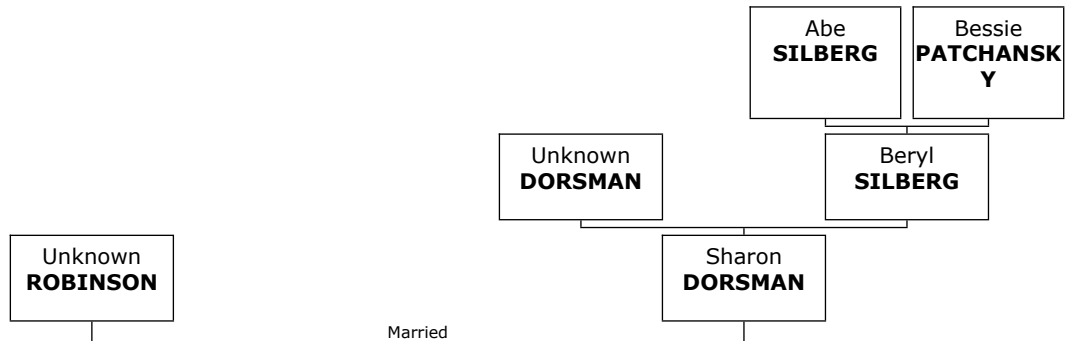 Abe
SILBERG
Bessie
PATCHANSK
Y
Unknown
DORSMAN
Beryl
SILBERG
Unknown
ROBINSON
Sharon
DORSMAN
Married